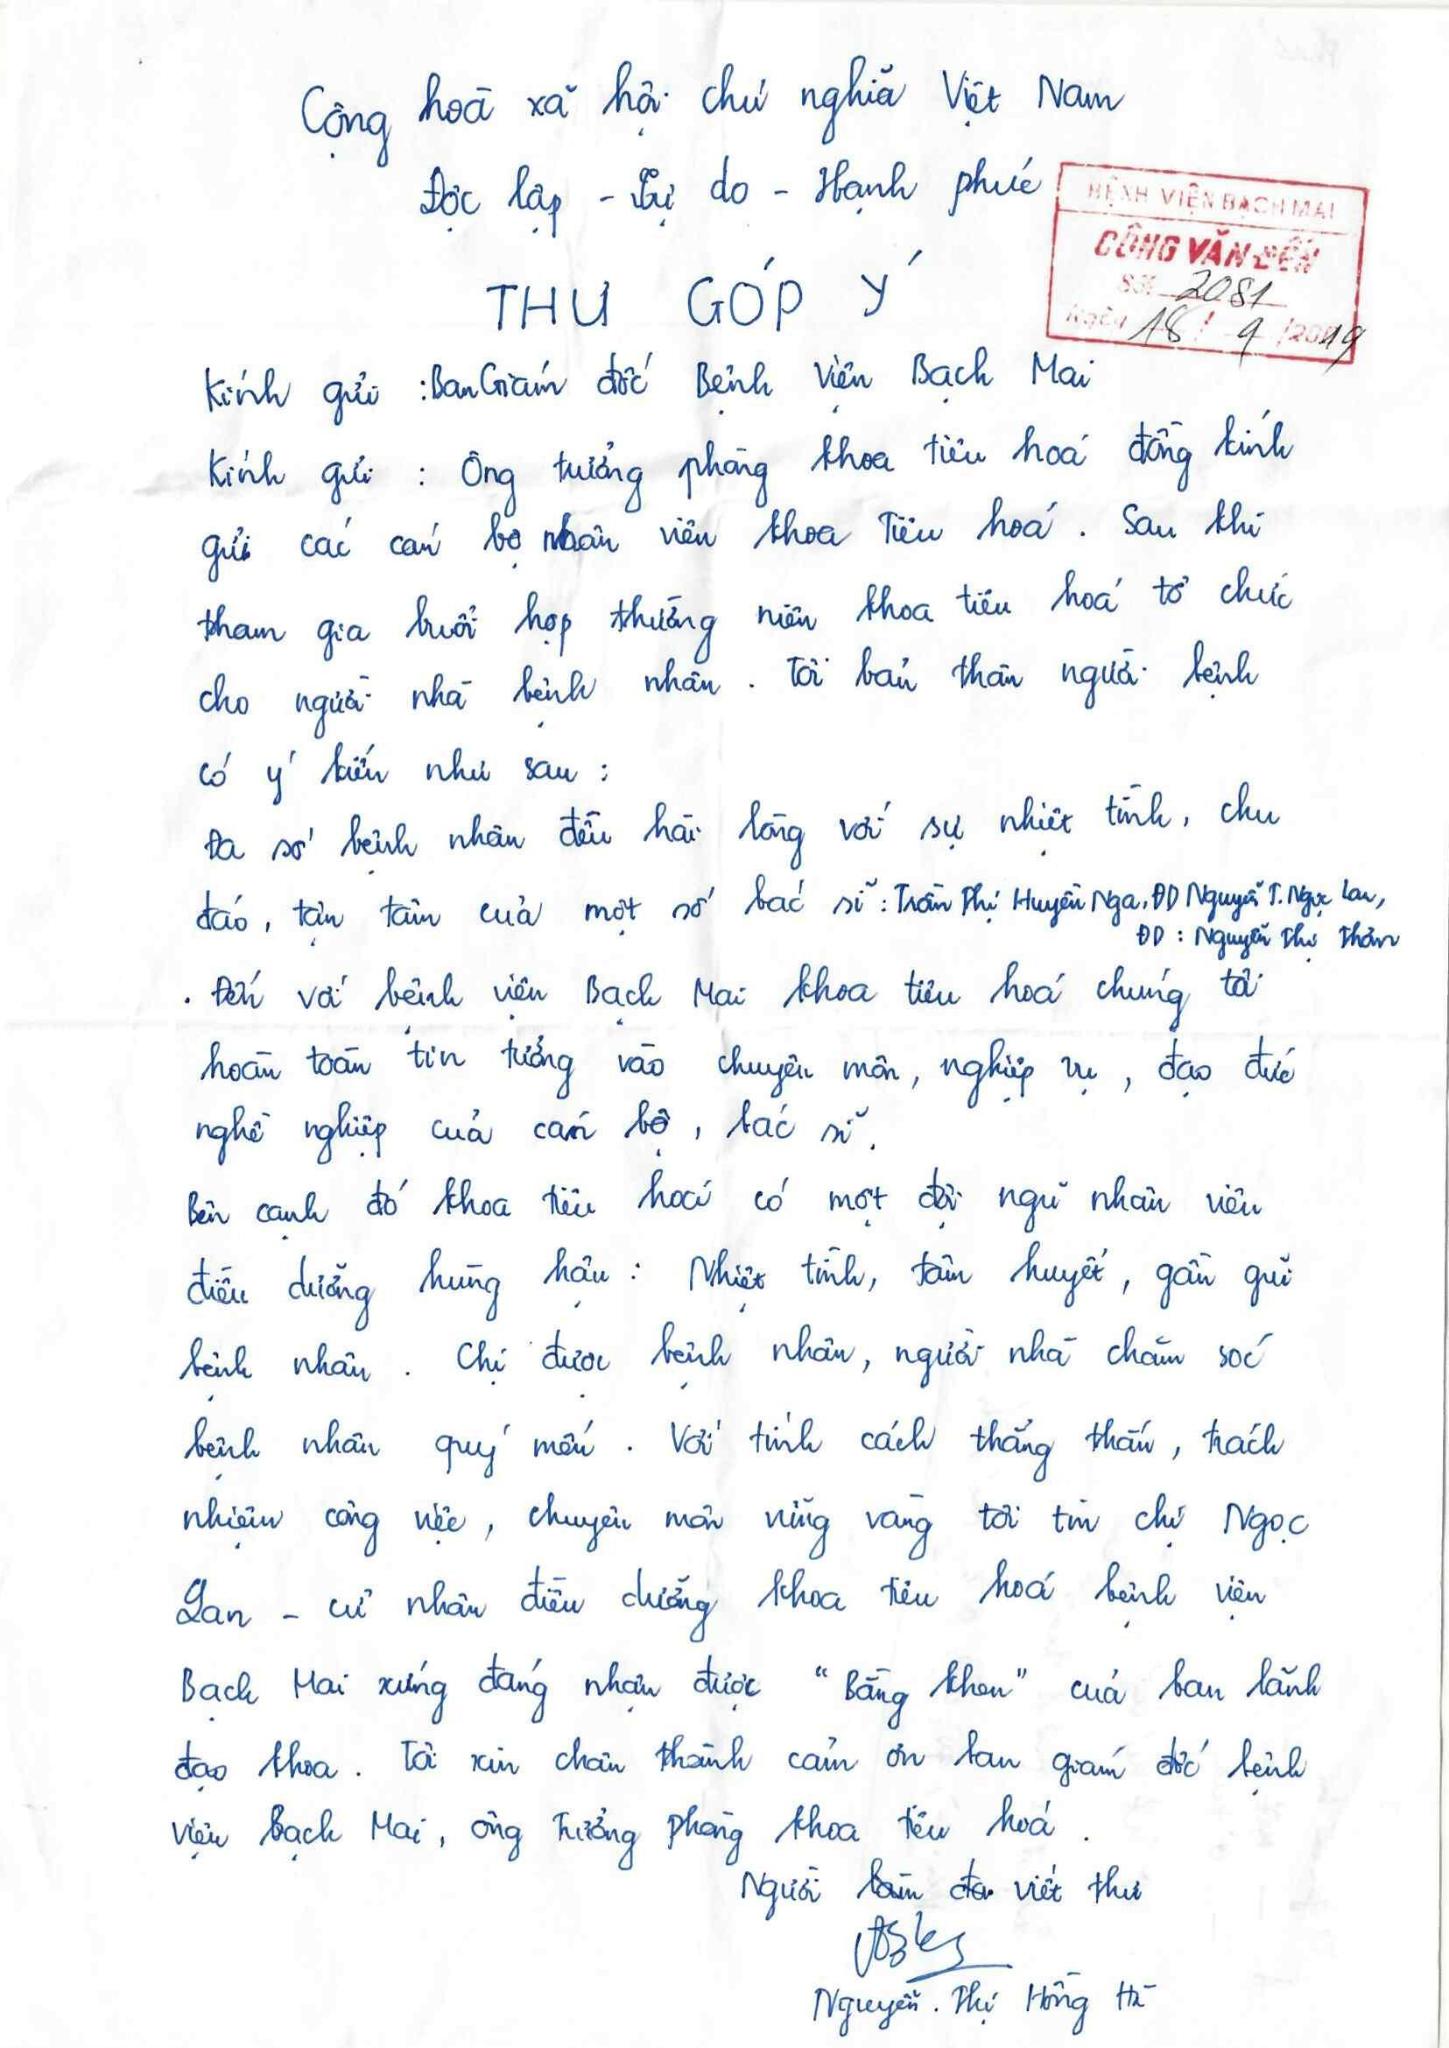 Cộng hoà xã hội chủ nghĩa Việt Nam
Độc lập - Tự do - Hạnh phúc
BỆNH VIỆN BẠCH MAI
CÔNG VĂN ĐẾN
Số: 2081
Ngày 18 / 9 / 2019
THƯ GÓP Ý
Kính gửi : Ban Giám đốc Bệnh viện Bạch Mai
Kính gửi : Ông trưởng phòng khoa tiêu hoá đồng kính
gửi các cán bộ nhân viên khoa Tiêu hoá. Sau khi
tham gia buổi họp thường niên khoa tiêu hoá tổ chức
cho người nhà bệnh nhân. Tôi bản thân người bệnh
có ý kiến như sau :
Đa số bệnh nhân đều hài lòng với sự nhiệt tình, chu
đáo, tận tâm của một số bác sĩ : Trần Thị Huyền Nga, ĐD Nguyễn T. Ngọc Lan,
ĐD : Nguyễn Thị Thơm
. Đến với bệnh viện Bạch Mai khoa tiêu hoá chúng tôi
hoàn toàn tin tưởng vào chuyên môn, nghiệp vụ, đạo đức
nghề nghiệp của cán bộ, bác sĩ.
Bên cạnh đó khoa tiêu hoá có một đội ngũ nhân viên
điều dưỡng hùng hậu : Nhiệt tình, tâm huyết, gần gũi
bệnh nhân. Chị được bệnh nhân, người nhà chăm sóc
bệnh nhân quý mến. Với tính cách thẳng thắn, trách
nhiệm công việc, chuyên môn vững vàng tôi tin chị Ngọc
Lan - cử nhân điều dưỡng khoa tiêu hoá bệnh viện
Bạch Mai xứng đáng nhận được "Bằng khen" của ban lãnh
đạo khoa. Tôi xin chân thành cảm ơn ban giám đốc bệnh
viện Bạch Mai, ông Trưởng phòng khoa tiêu hoá.
Người làm đơn viết thư
Nguyễn Thị Hồng Hà